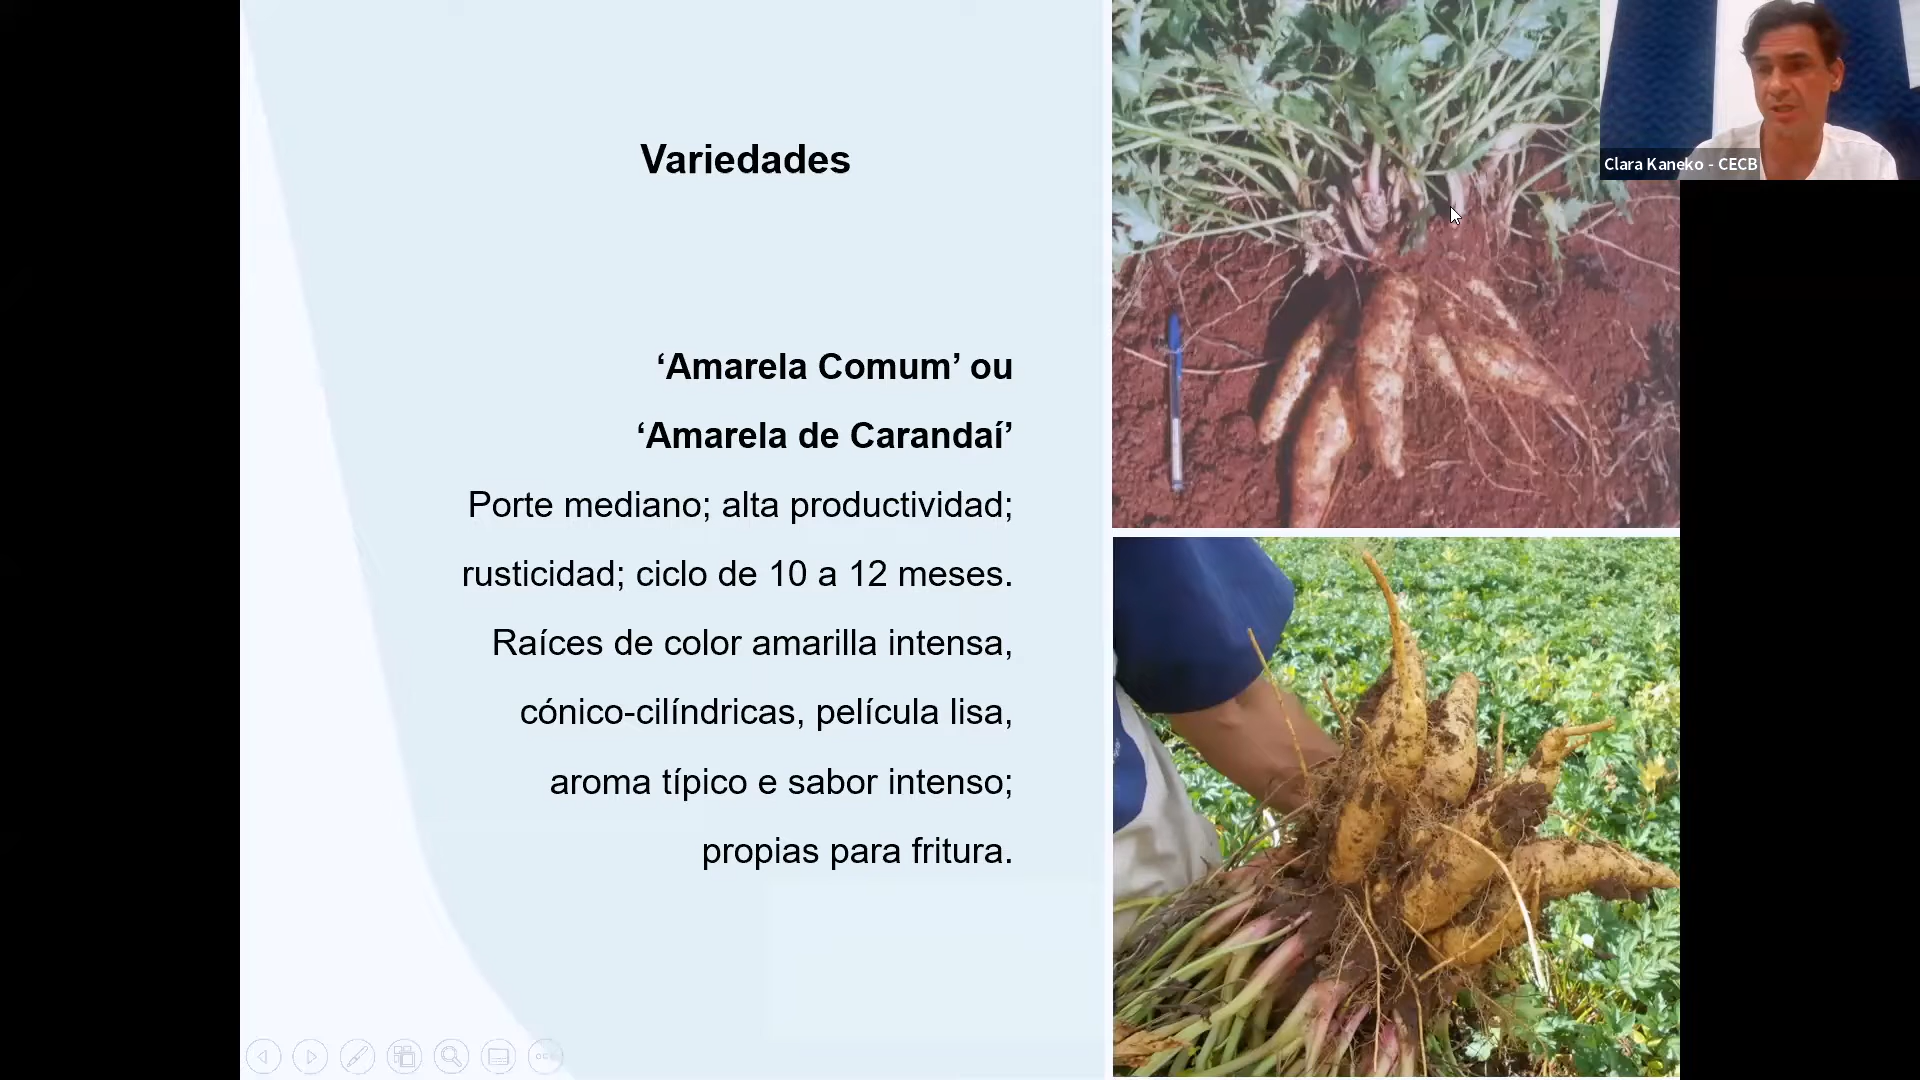 Variedades
‘Amarela Comum’ ou
‘Amarela de Carandaí’
Porte mediano; alta productividad;
rusticidad; ciclo de 10 a 12 meses.
Raíces de color amarilla intensa,
cónico-cilíndricas, película lisa,
aroma típico e sabor intenso;
propias para fritura.
Clara Kaneko - CECB